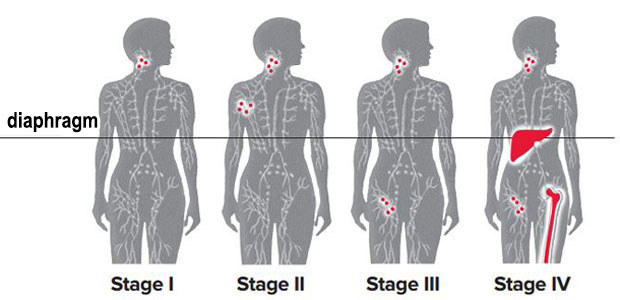 diaphragm
Stage I
Stage II
Stage III
Stage IV